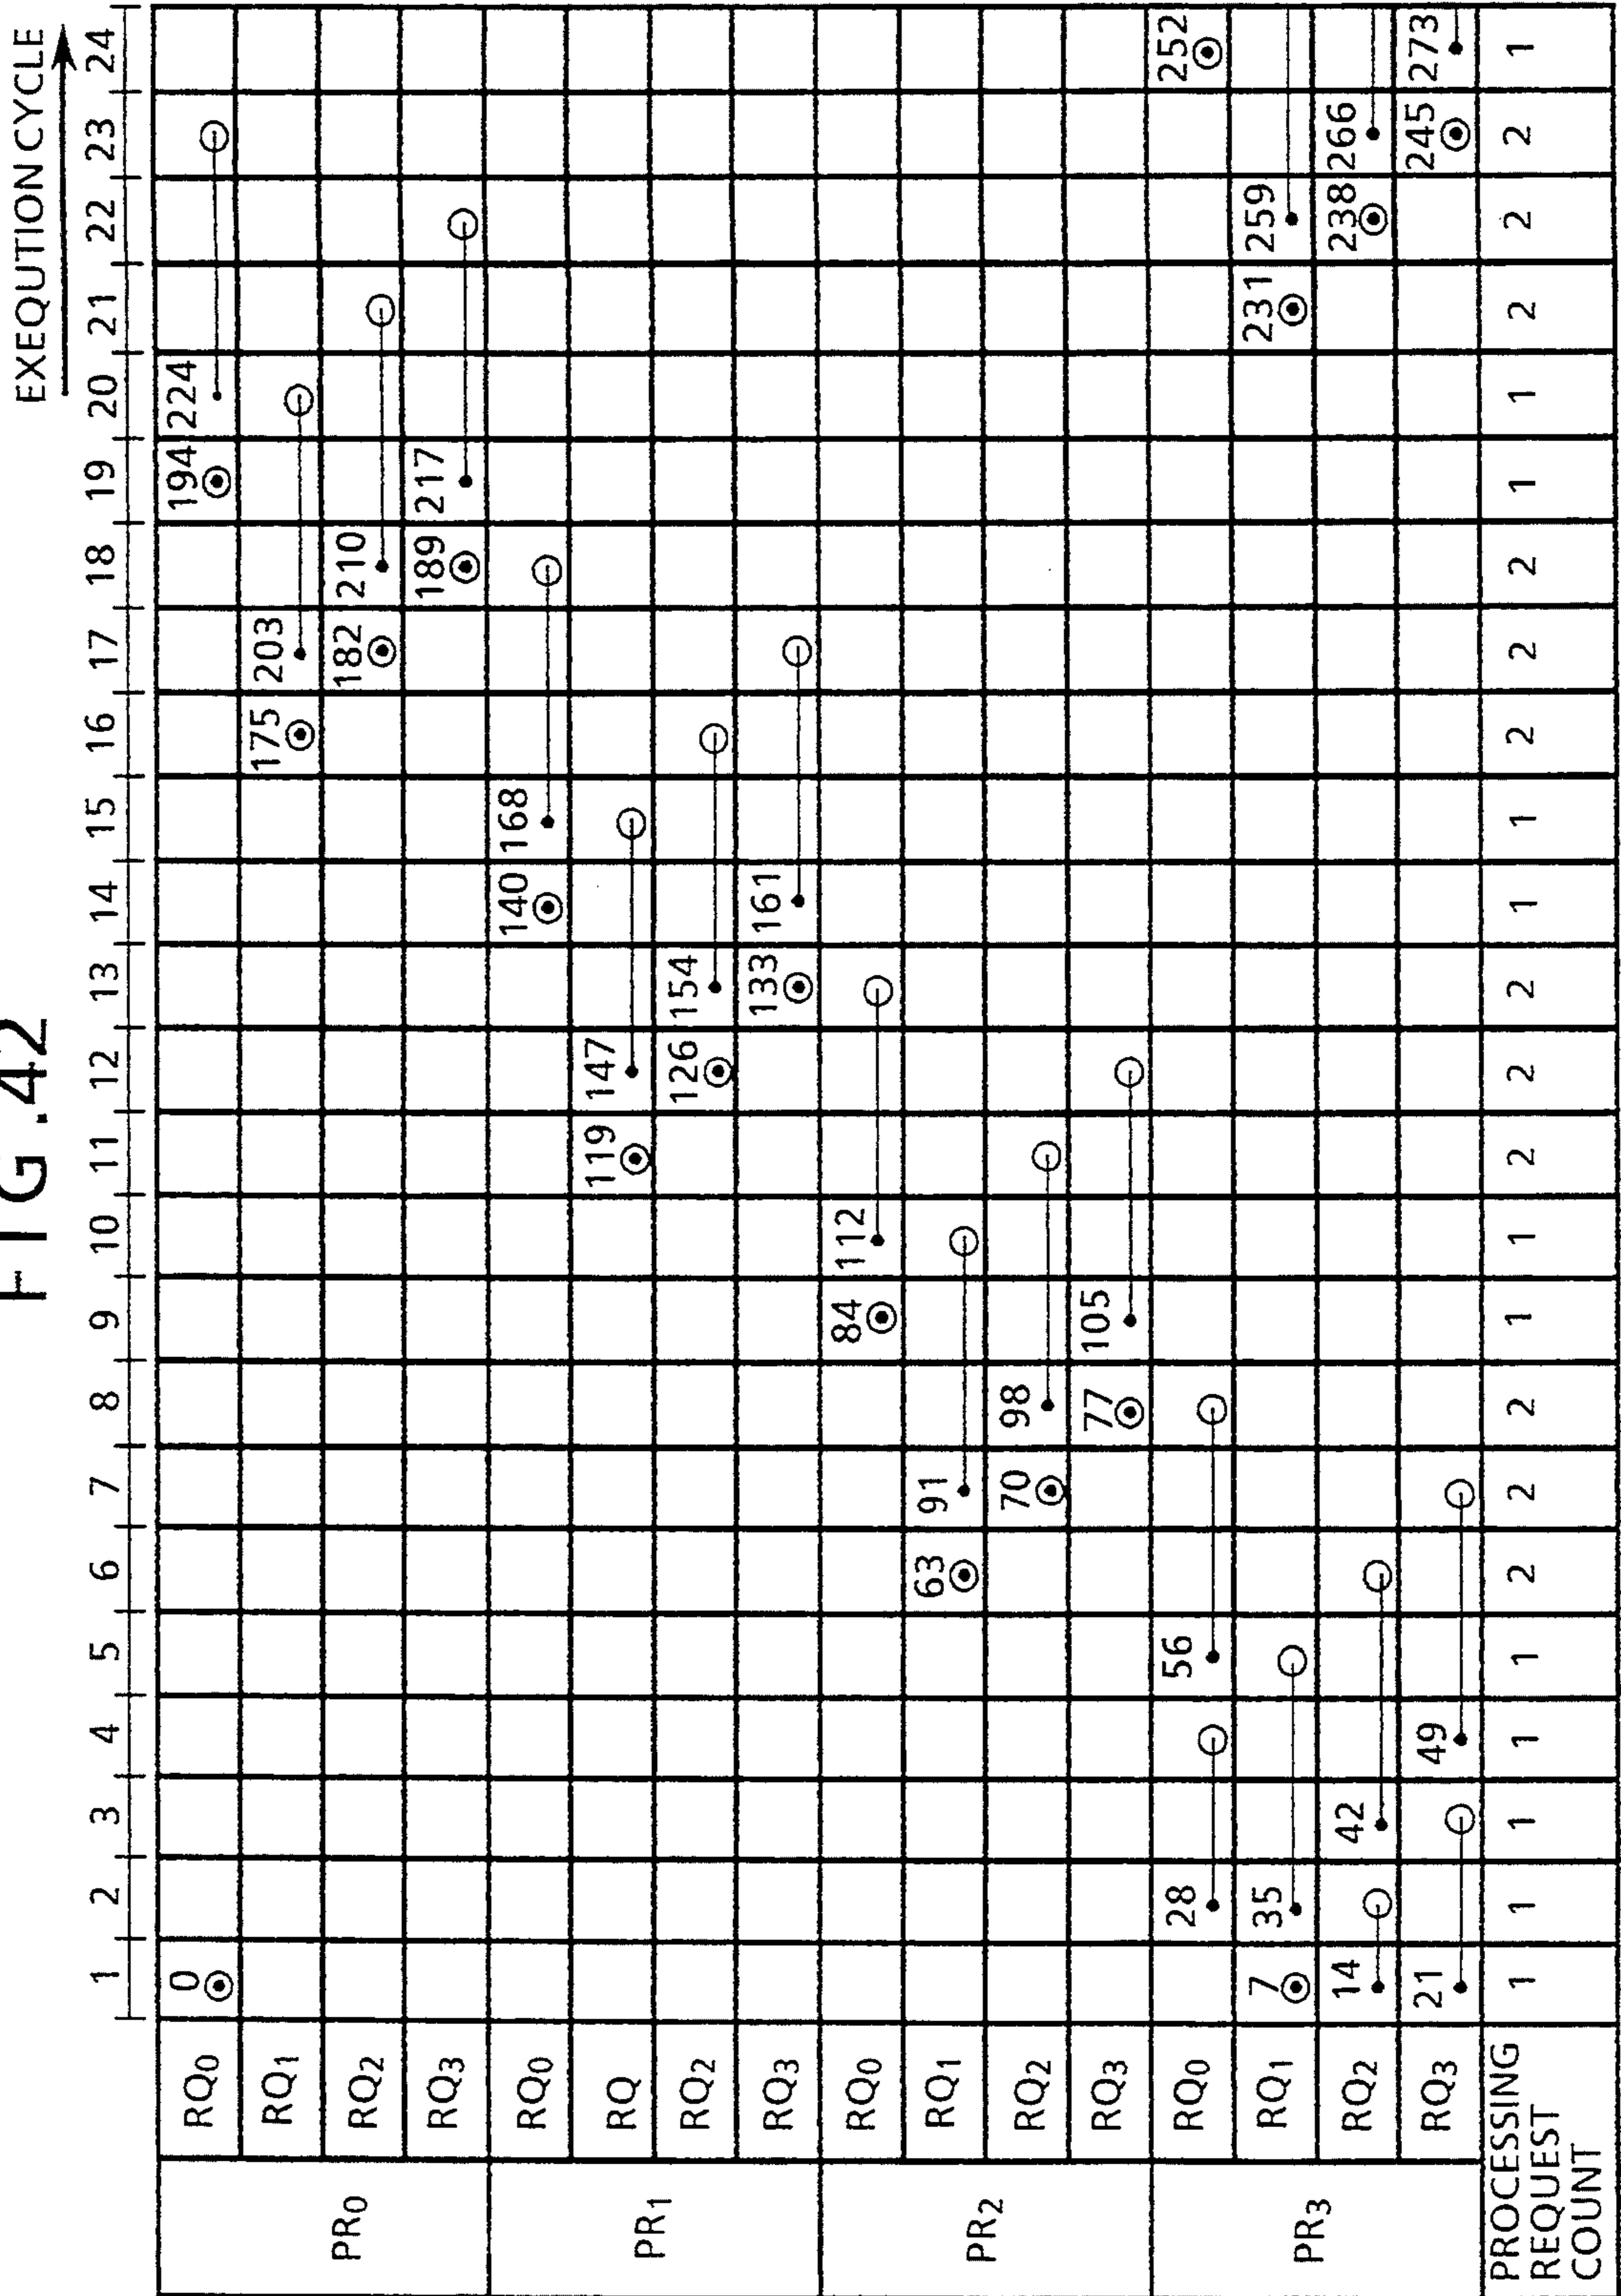 FIG.42
EXEQUTION CYCLE
1 2 3 4 5 6 7 8 9 10 11 12 13 14 15 16 17 18 19 20 21 22 23 24
PR0
RQ0 0 194 224
RQ1 175 203
RQ2 182 210
RQ3 189 217
PR1
RQ0 140 168
RQ 119 147
RQ2 126 154
RQ3 133 161
PR2
RQ0 84 112
RQ1 63 91
RQ2 70 98
RQ3 77 105
PR3
RQ0 28 56 252
RQ1 7 35 231 259
RQ2 14 42 238 266
RQ3 21 49 245 273
PROCESSING
REQUEST
COUNT
1 1 1 1 1 2 2 2 1 1 2 2 2 1 1 2 2 2 1 1 2 2 2 1